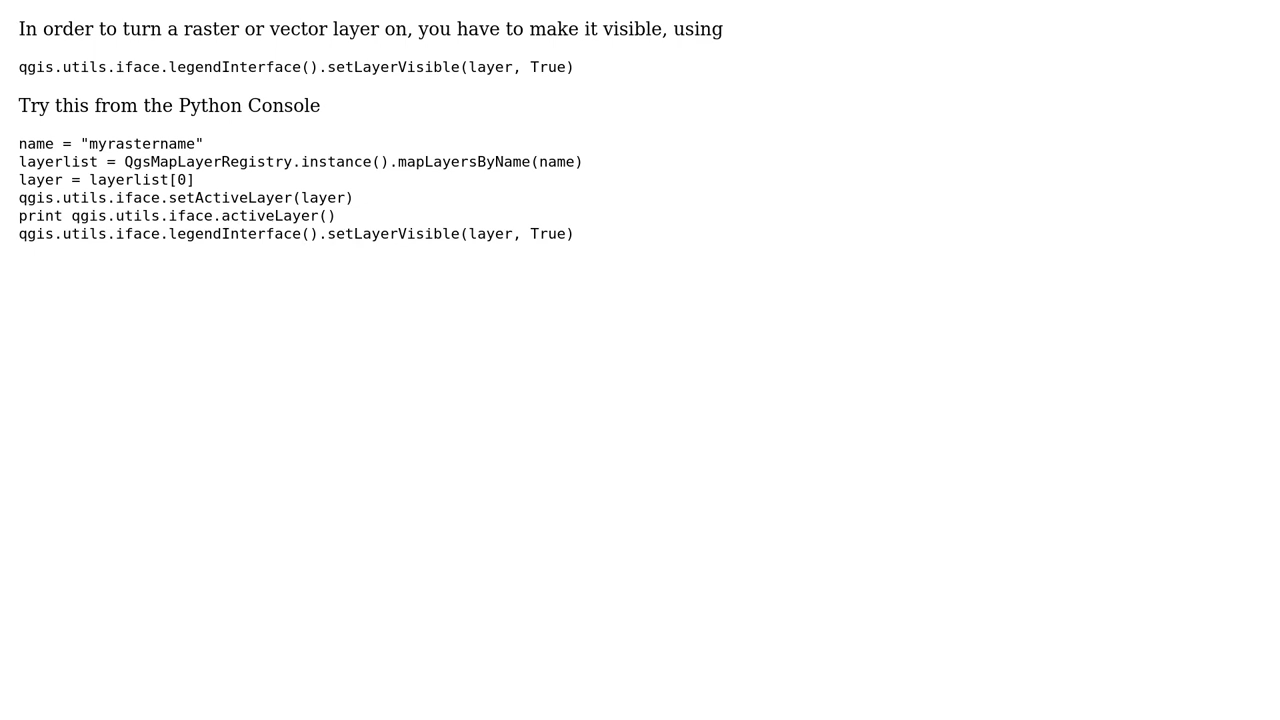 In order to turn a raster or vector layer on, you have to make it visible, using
qgis.utils.iface.legendInterface().setLayerVisible(layer, True)
Try this from the Python Console
name = "myrastername"
layerlist = QgsMapLayerRegistry.instance().mapLayersByName(name)
layer = layerlist[0]
qgis.utils.iface.setActiveLayer(layer)
print qgis.utils.iface.activeLayer()
qgis.utils.iface.legendInterface().setLayerVisible(layer, True)